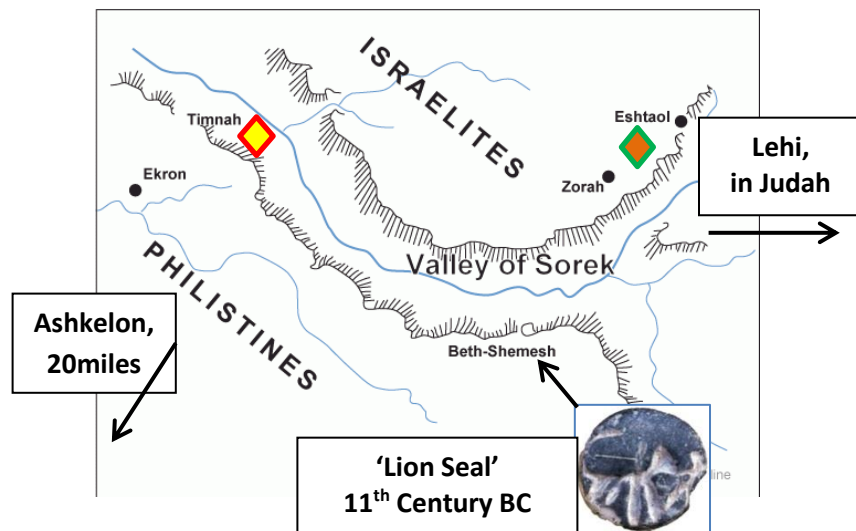 ISRAELITES
Timnah
Eshtaol
Lehi,
in Judah
Ekron
Zorah
Valley of Sorek
PHILISTINES
Ashkelon,
20miles
Beth-Shemesh
‘Lion Seal’
11th Century BC
line